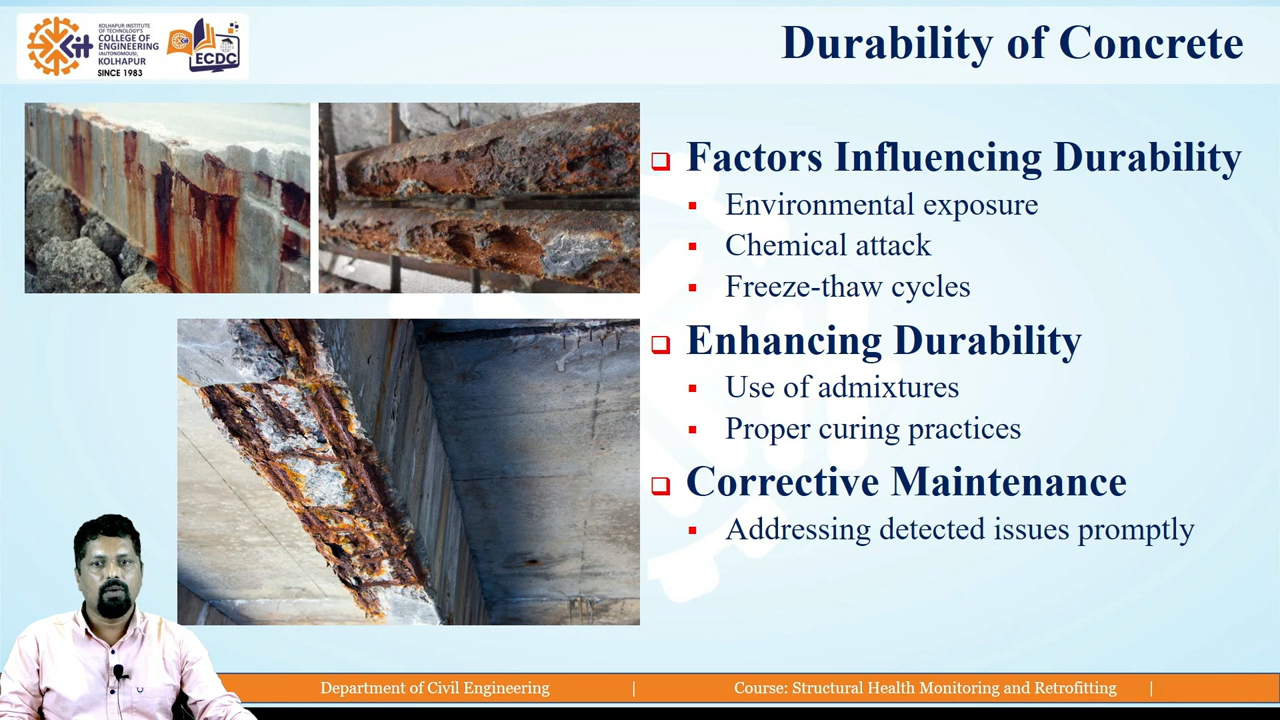 KOLHAPUR INSTITUTE
OF TECHNOLOGY'S
COLLEGE OF
ENGINEERING
(AUTONOMOUS),
KOLHAPUR
SINCE 1983
ECDC
Durability of Concrete
Factors Influencing Durability
Environmental exposure
Chemical attack
Freeze-thaw cycles
Enhancing Durability
Use of admixtures
Proper curing practices
Corrective Maintenance
Addressing detected issues promptly
Department of Civil Engineering | Course: Structural Health Monitoring and Retrofitting |